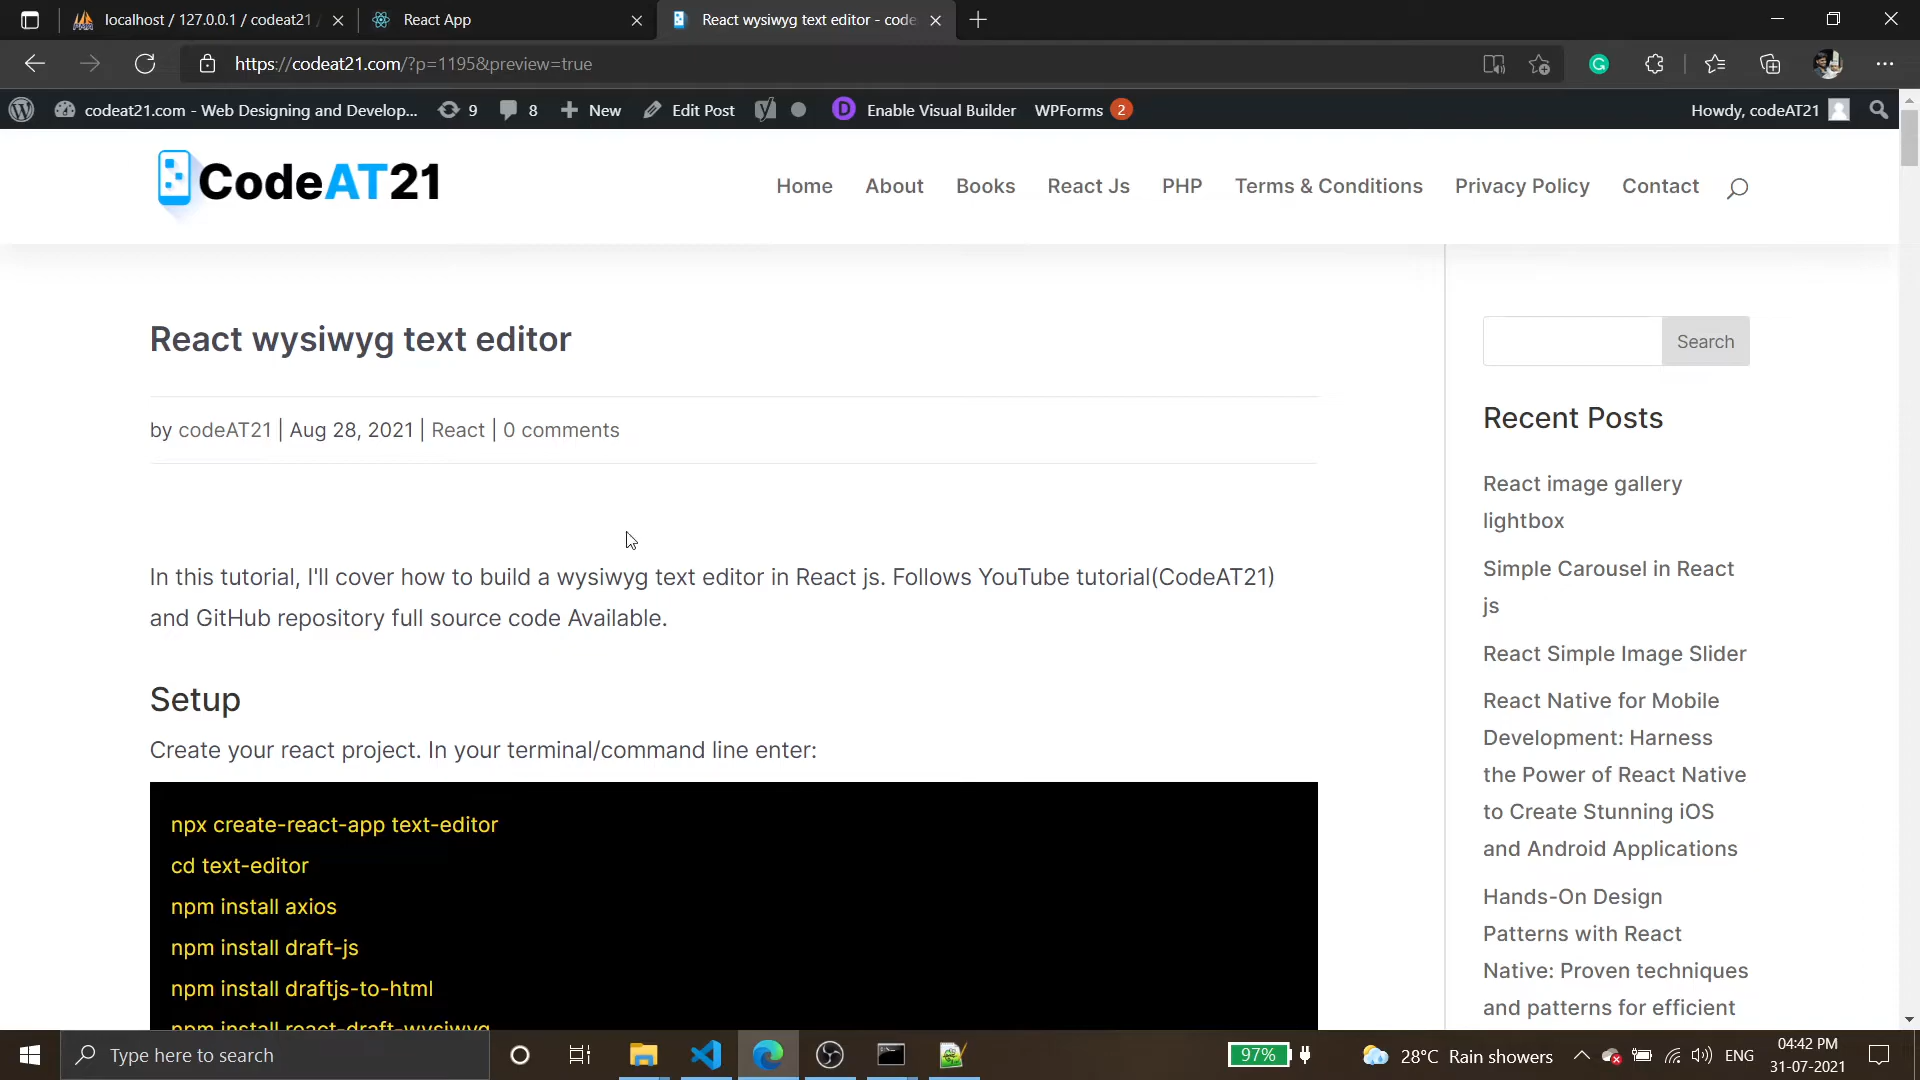 localhost / 127.0.0.1 / codeat21
React App
React wysiwyg text editor - code
https://codeat21.com/?p=1195&preview=true
codeat21.com - Web Designing and Develop...
9
8
New
Edit Post
Enable Visual Builder
WPForms 2
Howdy, codeAT21
CodeAT21
Home
About
Books
React Js
PHP
Terms & Conditions
Privacy Policy
Contact
React wysiwyg text editor
by codeAT21 | Aug 28, 2021 | React | 0 comments
In this tutorial, I'll cover how to build a wysiwyg text editor in React js. Follows YouTube tutorial(CodeAT21)
and GitHub repository full source code Available.
Setup
Create your react project. In your terminal/command line enter:
npx create-react-app text-editor
cd text-editor
npm install axios
npm install draft-js
npm install draftjs-to-html
npm install react-draft-wysiwyg
Search
Recent Posts
React image gallery
lightbox
Simple Carousel in React
js
React Simple Image Slider
React Native for Mobile
Development: Harness
the Power of React Native
to Create Stunning iOS
and Android Applications
Hands-On Design
Patterns with React
Native: Proven techniques
and patterns for efficient
Type here to search
97%
28°C Rain showers
ENG
04:42 PM
31-07-2021